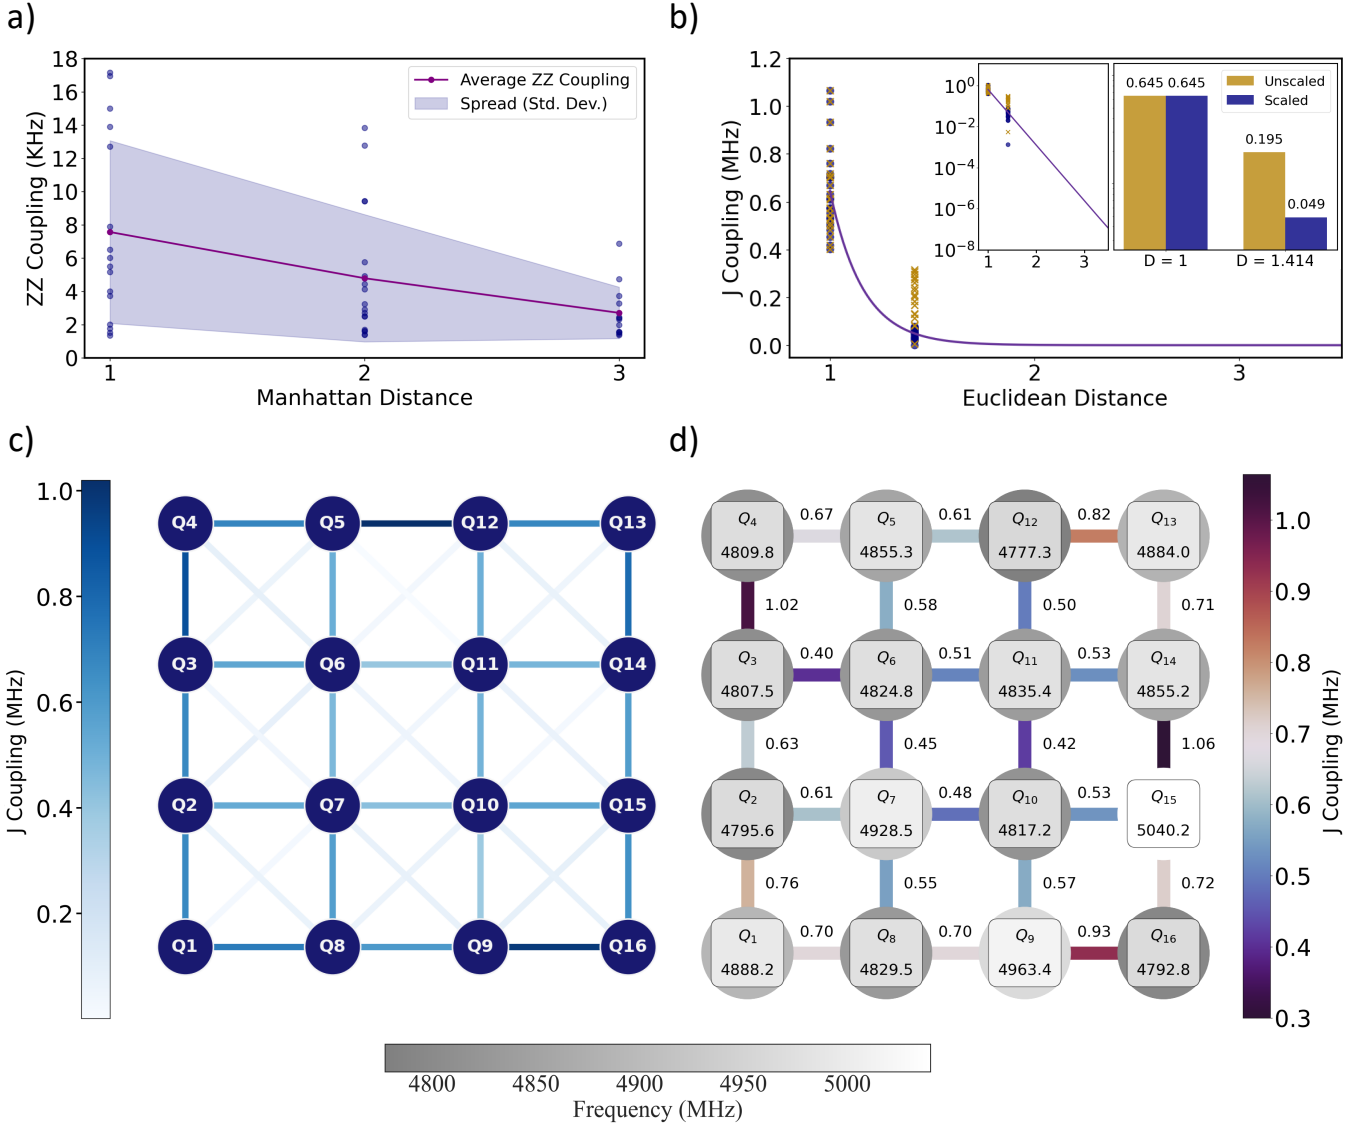 a)
18
16
14
12
10
8
6
4
2
0
ZZ Coupling (KHz)
Average ZZ Coupling
Spread (Std. Dev.)
1 2 3
Manhattan Distance
b)
1.2
1.0
0.8
0.6
0.4
0.2
0.0
J Coupling (MHz)
10⁰
10⁻²
10⁻⁴
10⁻⁶
10⁻⁸
1 2 3
0.645 0.645
Unscaled
Scaled
0.195
0.049
D = 1 D = 1.414
1 2 3
Euclidean Distance
c)
1.0
0.8
0.6
0.4
0.2
J Coupling (MHz)
Q4 Q5 Q12 Q13
Q3 Q6 Q11 Q14
Q2 Q7 Q10 Q15
Q1 Q8 Q9 Q16
d)
0.67 0.61 0.82
Q₄ Q₅ Q₁₂ Q₁₃
4809.8 4855.3 4777.3 4884.0
1.02 0.58 0.50 0.71
0.40 0.51 0.53
Q₃ Q₆ Q₁₁ Q₁₄
4807.5 4824.8 4835.4 4855.2
0.63 0.45 0.42 1.06
0.61 0.48 0.53
Q₂ Q₇ Q₁₀ Q₁₅
4795.6 4928.5 4817.2 5040.2
0.76 0.55 0.57 0.72
0.70 0.70 0.93
Q₁ Q₈ Q₉ Q₁₆
4888.2 4829.5 4963.4 4792.8
1.0
0.9
0.8
0.7
0.6
0.5
0.4
0.3
J Coupling (MHz)
4800 4850 4900 4950 5000
Frequency (MHz)